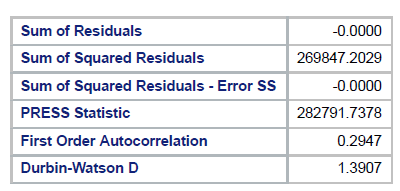 Sum of Residuals -0.0000
Sum of Squared Residuals 269847.2029
Sum of Squared Residuals - Error SS -0.0000
PRESS Statistic 282791.7378
First Order Autocorrelation 0.2947
Durbin-Watson D 1.3907